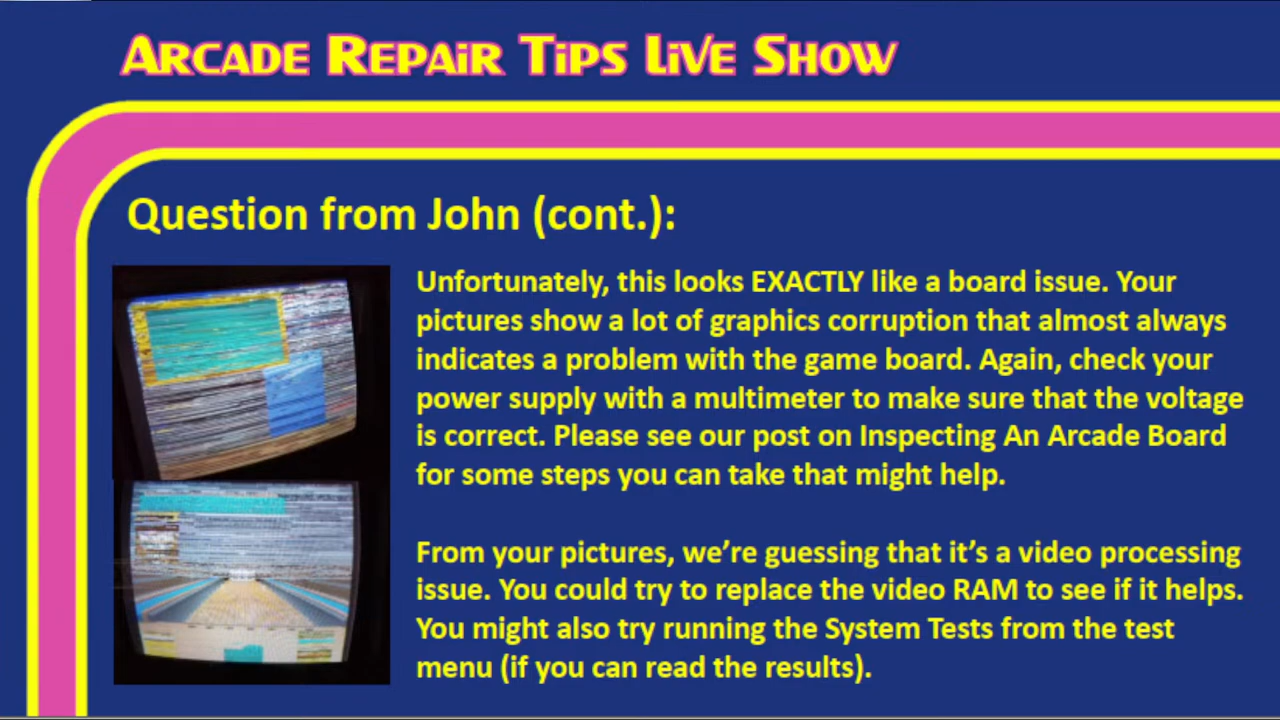 Arcade Repair Tips Live Show
Question from John (cont.):
Unfortunately, this looks EXACTLY like a board issue. Your
pictures show a lot of graphics corruption that almost always
indicates a problem with the game board. Again, check your
power supply with a multimeter to make sure that the voltage
is correct. Please see our post on Inspecting An Arcade Board
for some steps you can take that might help.
From your pictures, we’re guessing that it’s a video processing
issue. You could try to replace the video RAM to see if it helps.
You might also try running the System Tests from the test
menu (if you can read the results).